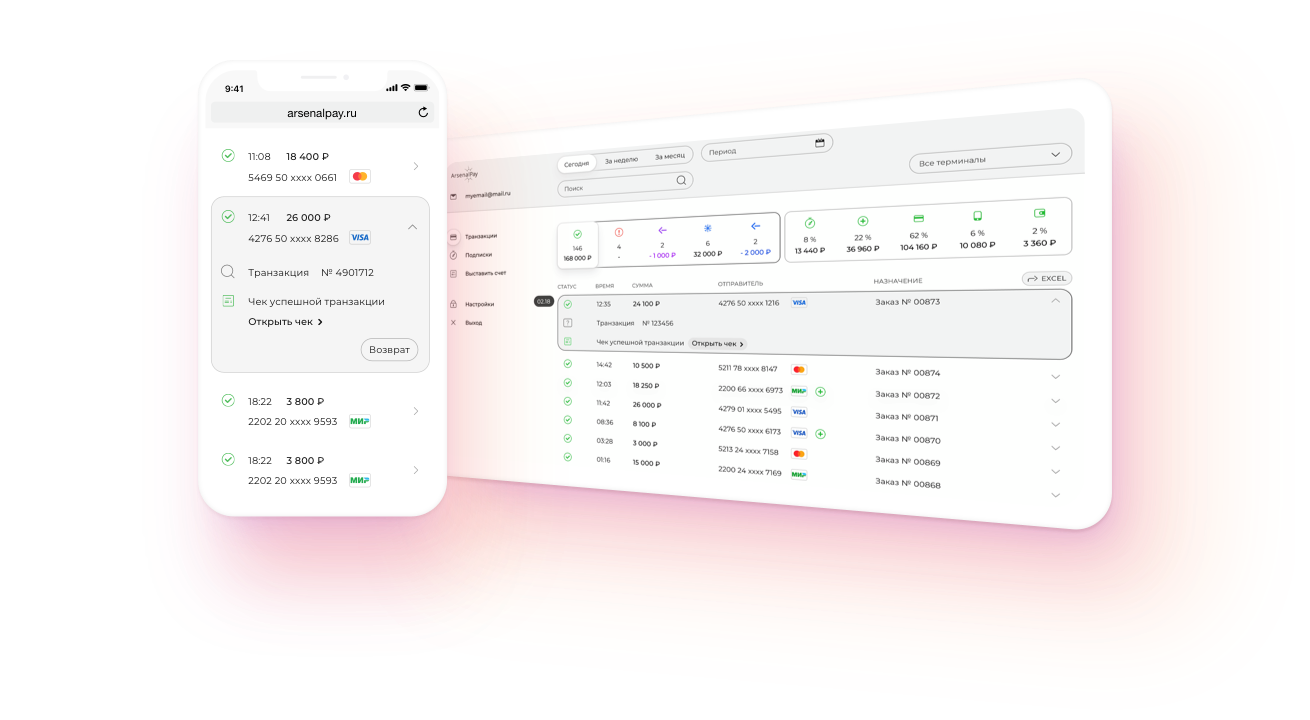 9:41
arsenalpay.ru
11:08 18 400 ₽
5469 50 xxxx 0661
12:41 26 000 ₽
4276 50 xxxx 8286 VISA
Транзакция № 4901712
Чек успешной транзакции
Открыть чек
Возврат
18:22 3 800 ₽
2202 20 xxxx 9593 МИР
18:22 3 800 ₽
2202 20 xxxx 9593 МИР
ArsenalPay
myemail@mail.ru
Транзакции
Подписки
Выставить счет
Настройки
Выход
Сегодня За неделю За месяц Период
Поиск
Все терминалы
146 4 2 6 2
168 000 ₽ - - 1 000 ₽ 32 000 ₽ - 2 000 ₽
8 % 22 % 62 % 6 % 2 %
13 440 ₽ 36 960 ₽ 104 160 ₽ 10 080 ₽ 3 360 ₽
EXCEL
СТАТУС ВРЕМЯ СУММА ОТПРАВИТЕЛЬ НАЗНАЧЕНИЕ
02:18 12:35 24 100 ₽ 4276 50 xxxx 1216 VISA Заказ № 00873
Транзакция № 123456
Чек успешной транзакции Открыть чек
14:42 10 500 ₽ 5211 78 xxxx 8147 Заказ № 00874
12:03 18 250 ₽ 2200 66 xxxx 6973 МИР Заказ № 00872
11:42 26 000 ₽ 4279 01 xxxx 5495 VISA Заказ № 00871
08:36 8 100 ₽ 4276 50 xxxx 6173 VISA Заказ № 00870
03:28 3 000 ₽ 5213 24 xxxx 7158 Заказ № 00869
01:16 15 000 ₽ 2200 24 xxxx 7169 МИР Заказ № 00868